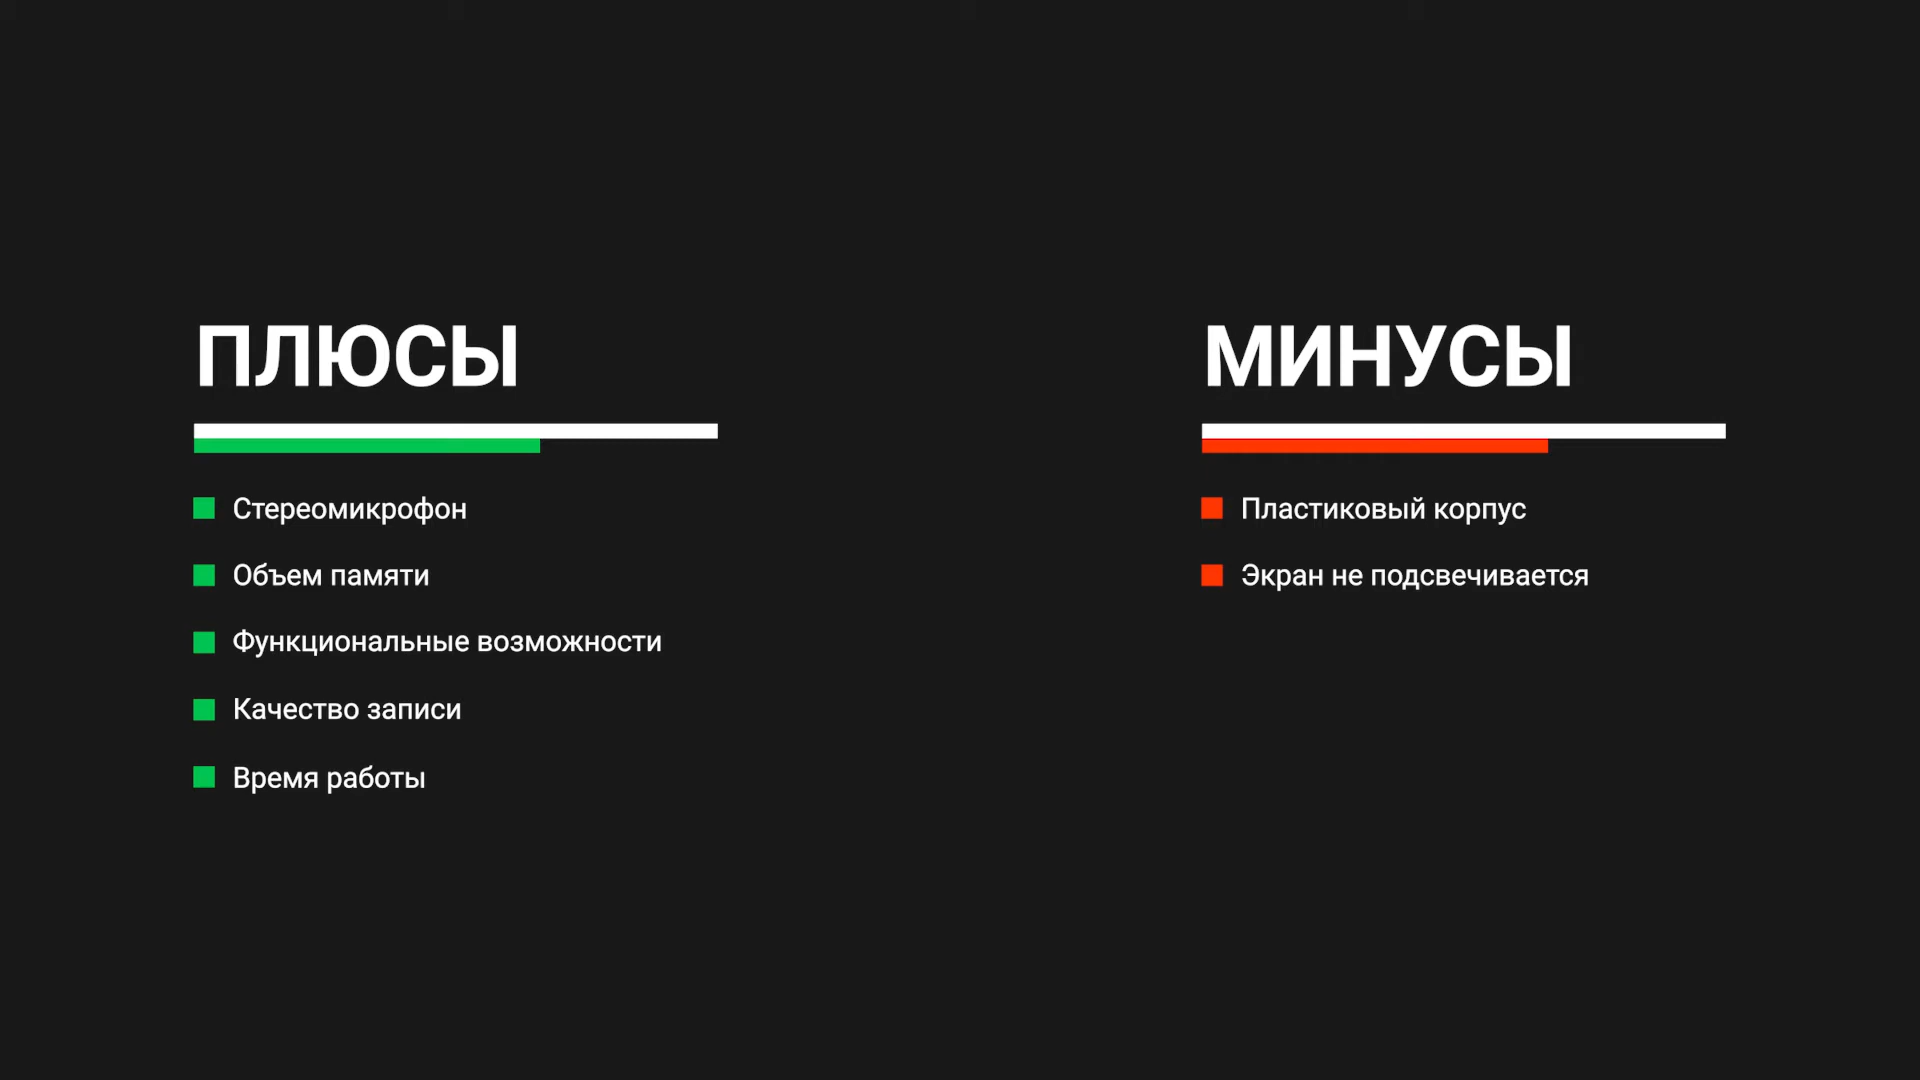 ПЛЮСЫ
Стереомикрофон
Объем памяти
Функциональные возможности
Качество записи
Время работы
МИНУСЫ
Пластиковый корпус
Экран не подсвечивается